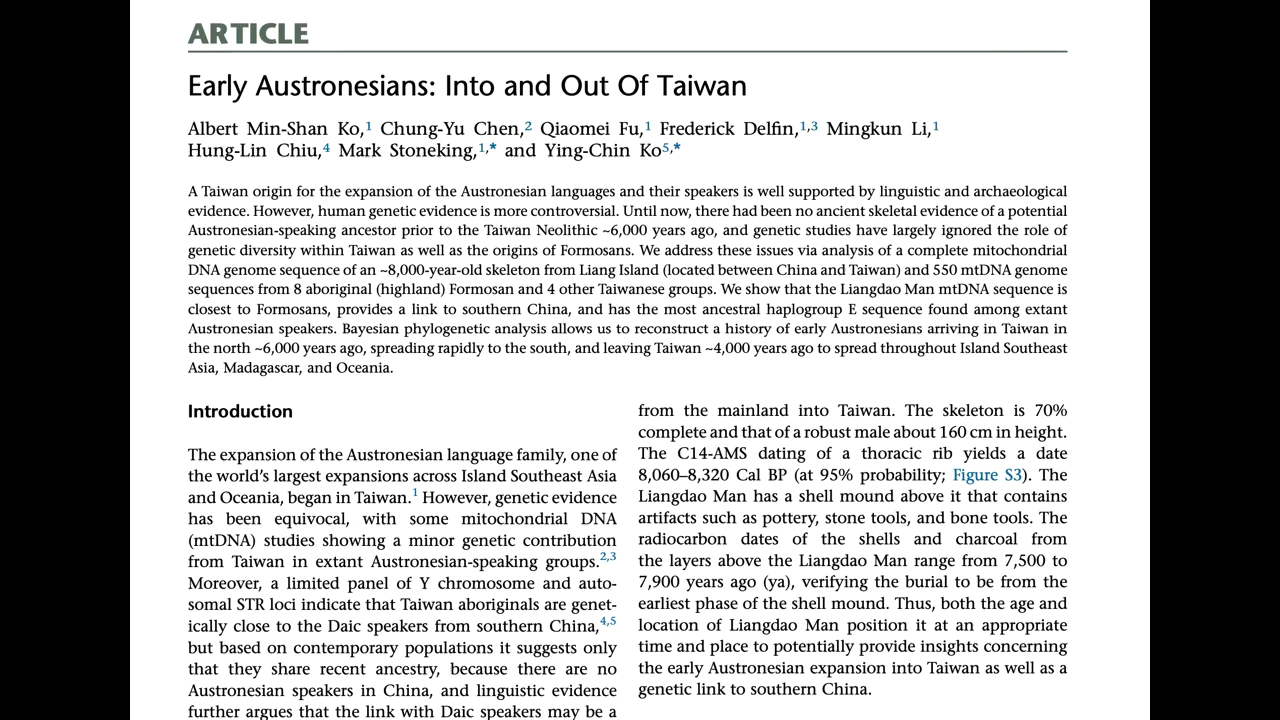 ARTICLE
Early Austronesians: Into and Out Of Taiwan
Albert Min-Shan Ko,1 Chung-Yu Chen,2 Qiaomei Fu,1 Frederick Delfin,1,3 Mingkun Li,1
Hung-Lin Chiu,4 Mark Stoneking,1,* and Ying-Chin Ko5,*
A Taiwan origin for the expansion of the Austronesian languages and their speakers is well supported by linguistic and archaeological
evidence. However, human genetic evidence is more controversial. Until now, there had been no ancient skeletal evidence of a potential
Austronesian-speaking ancestor prior to the Taiwan Neolithic ~6,000 years ago, and genetic studies have largely ignored the role of
genetic diversity within Taiwan as well as the origins of Formosans. We address these issues via analysis of a complete mitochondrial
DNA genome sequence of an ~8,000-year-old skeleton from Liang Island (located between China and Taiwan) and 550 mtDNA genome
sequences from 8 aboriginal (highland) Formosan and 4 other Taiwanese groups. We show that the Liangdao Man mtDNA sequence is
closest to Formosans, provides a link to southern China, and has the most ancestral haplogroup E sequence found among extant
Austronesian speakers. Bayesian phylogenetic analysis allows us to reconstruct a history of early Austronesians arriving in Taiwan in
the north ~6,000 years ago, spreading rapidly to the south, and leaving Taiwan ~4,000 years ago to spread throughout Island Southeast
Asia, Madagascar, and Oceania.
Introduction
The expansion of the Austronesian language family, one of
the world's largest expansions across Island Southeast Asia
and Oceania, began in Taiwan.1 However, genetic evidence
has been equivocal, with some mitochondrial DNA
(mtDNA) studies showing a minor genetic contribution
from Taiwan in extant Austronesian-speaking groups.2,3
Moreover, a limited panel of Y chromosome and auto-
somal STR loci indicate that Taiwan aboriginals are genet-
ically close to the Daic speakers from southern China,4,5
but based on contemporary populations it suggests only
that they share recent ancestry, because there are no
Austronesian speakers in China, and linguistic evidence
further argues that the link with Daic speakers may be a
from the mainland into Taiwan. The skeleton is 70%
complete and that of a robust male about 160 cm in height.
The C14-AMS dating of a thoracic rib yields a date
8,060–8,320 Cal BP (at 95% probability; Figure S3). The
Liangdao Man has a shell mound above it that contains
artifacts such as pottery, stone tools, and bone tools. The
radiocarbon dates of the shells and charcoal from
the layers above the Liangdao Man range from 7,500 to
7,900 years ago (ya), verifying the burial to be from the
earliest phase of the shell mound. Thus, both the age and
location of Liangdao Man position it at an appropriate
time and place to potentially provide insights concerning
the early Austronesian expansion into Taiwan as well as a
genetic link to southern China.